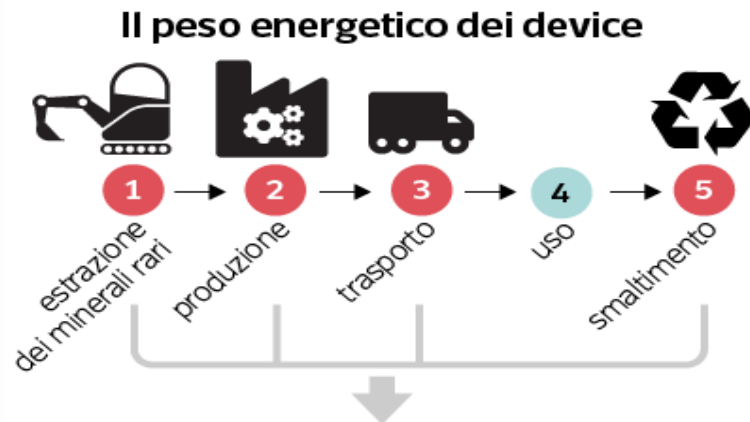 Il peso energetico dei device
1
2
3
4
5
estrazione
dei minerali rari
produzione
trasporto
uso
smaltimento